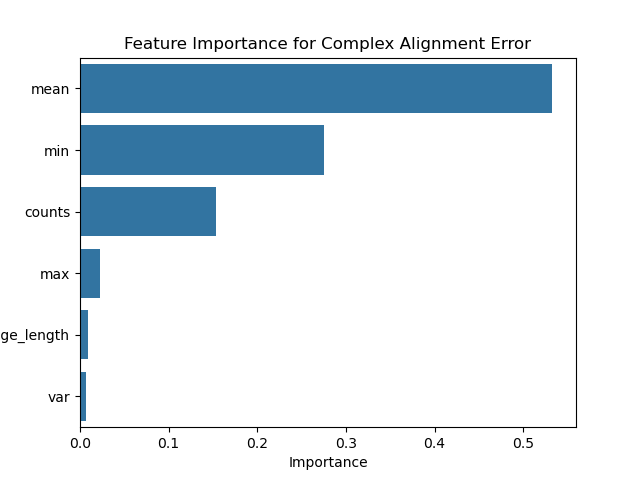 Feature Importance for Complex Alignment Error
mean
min
counts
max
ge_length
var
0.0 0.1 0.2 0.3 0.4 0.5
Importance